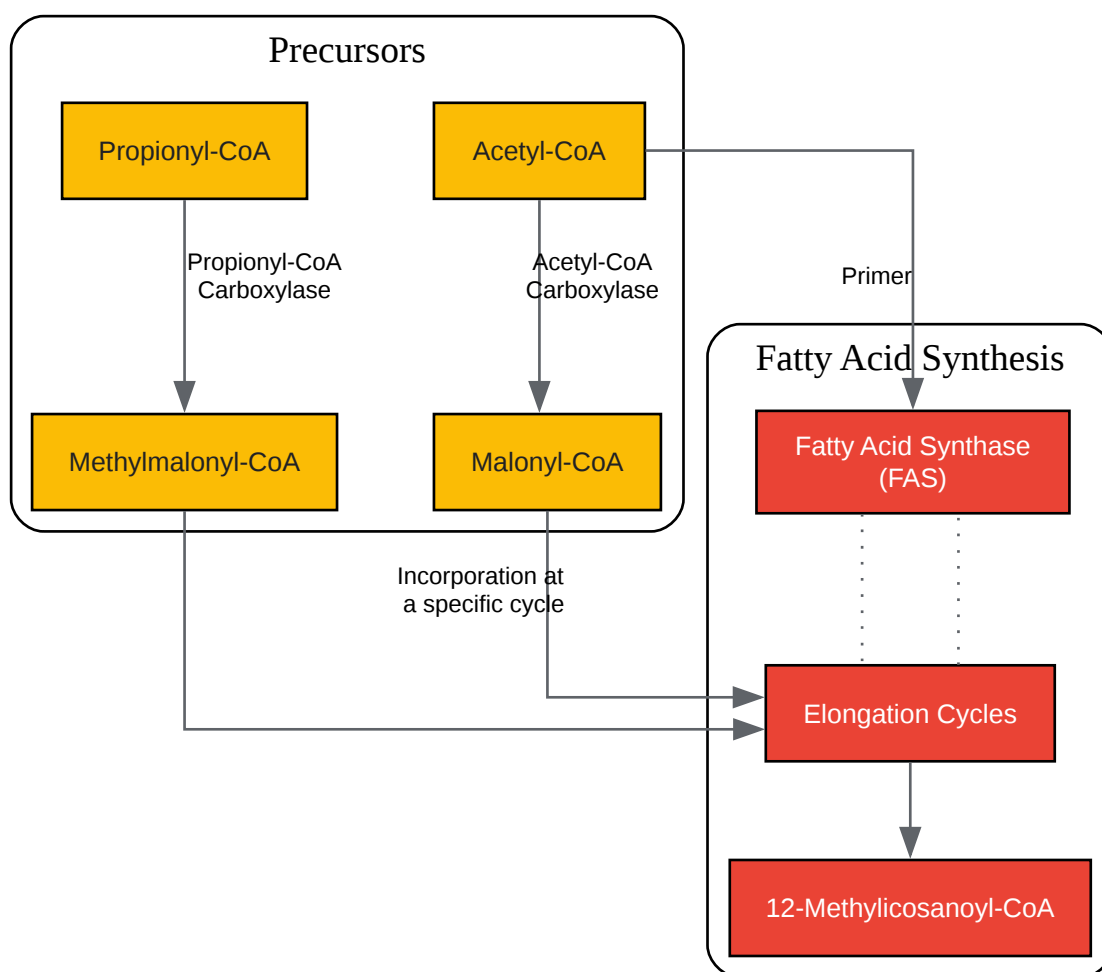 Precursors
Propionyl-CoA
Acetyl-CoA
Propionyl-CoA
Carboxylase
Acetyl-CoA
Carboxylase
Primer
Methylmalonyl-CoA
Malonyl-CoA
Fatty Acid Synthesis
Fatty Acid Synthase
(FAS)
Incorporation at
a specific cycle
Elongation Cycles
12-Methylicosanoyl-CoA